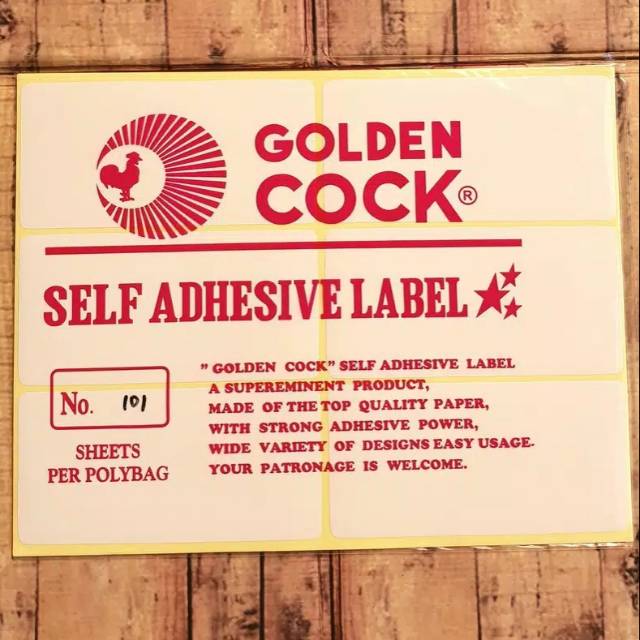 GOLDEN
COCK®
SELF ADHESIVE LABEL
" GOLDEN COCK" SELF ADHESIVE LABEL
A SUPEREMINENT PRODUCT,
MADE OF THE TOP QUALITY PAPER,
WITH STRONG ADHESIVE POWER,
WIDE VARIETY OF DESIGNS EASY USAGE.
YOUR PATRONAGE IS WELCOME.
No. 101
SHEETS
PER POLYBAG